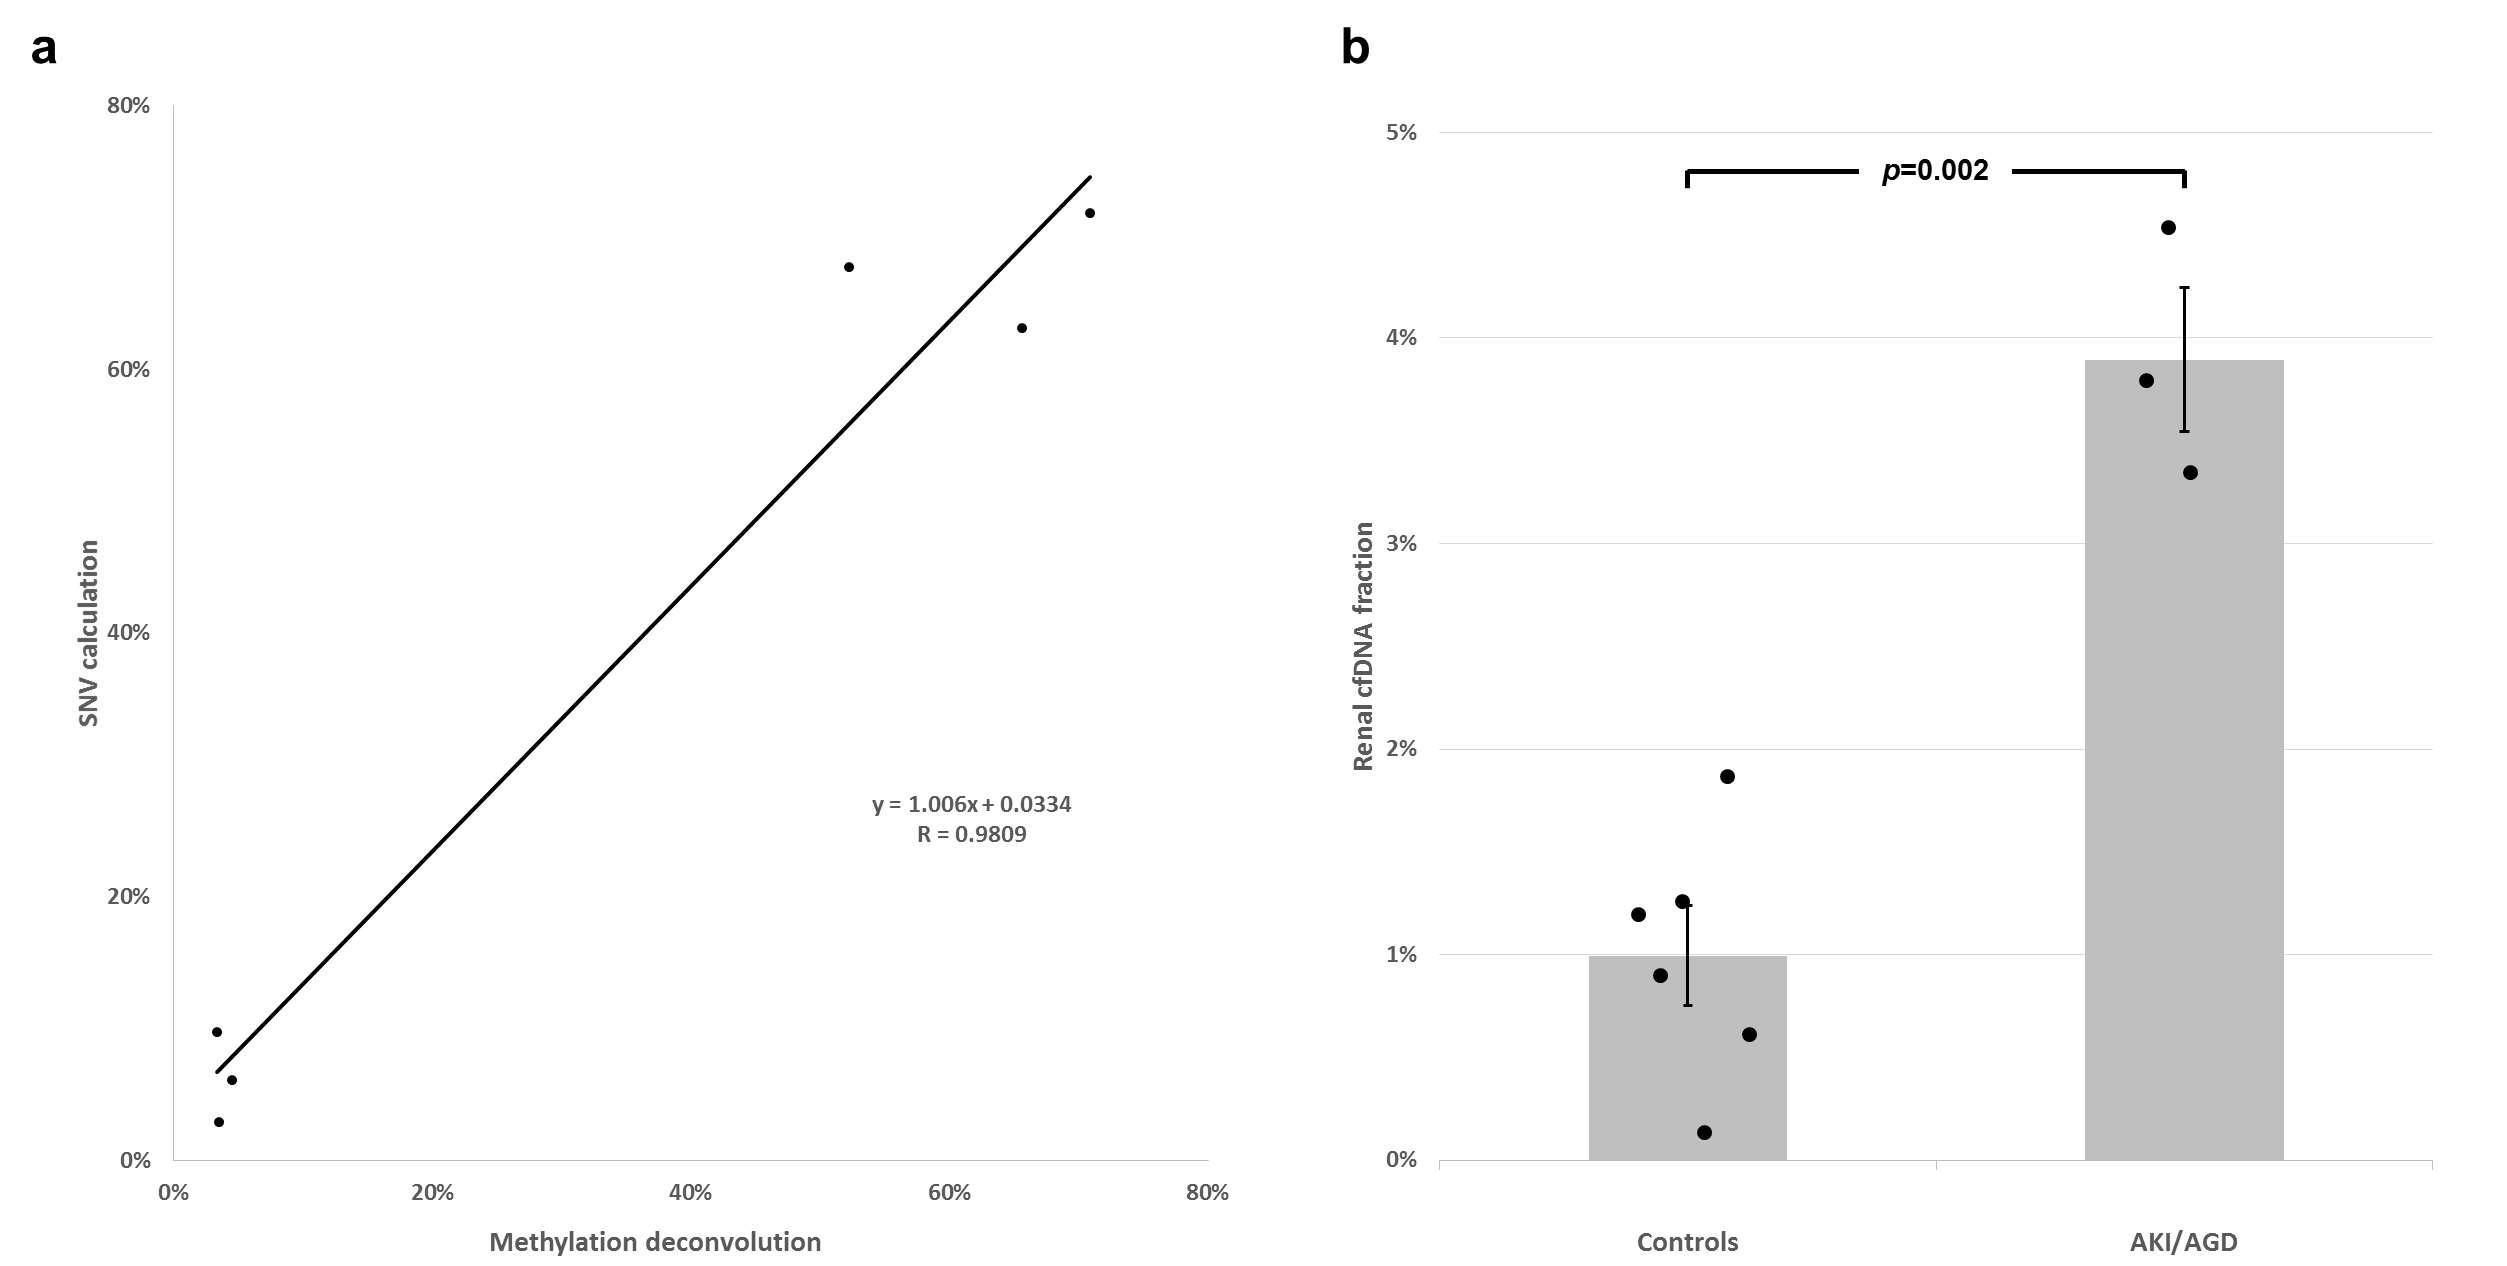 a
80%
60%
40%
20%
0%
SNV calculation
0%
20%
40%
60%
80%
Methylation deconvolution
y = 1.006x + 0.0334
R = 0.9809
b
5%
4%
3%
2%
1%
0%
Renal cfDNA fraction
p=0.002
Controls
AKI/AGD